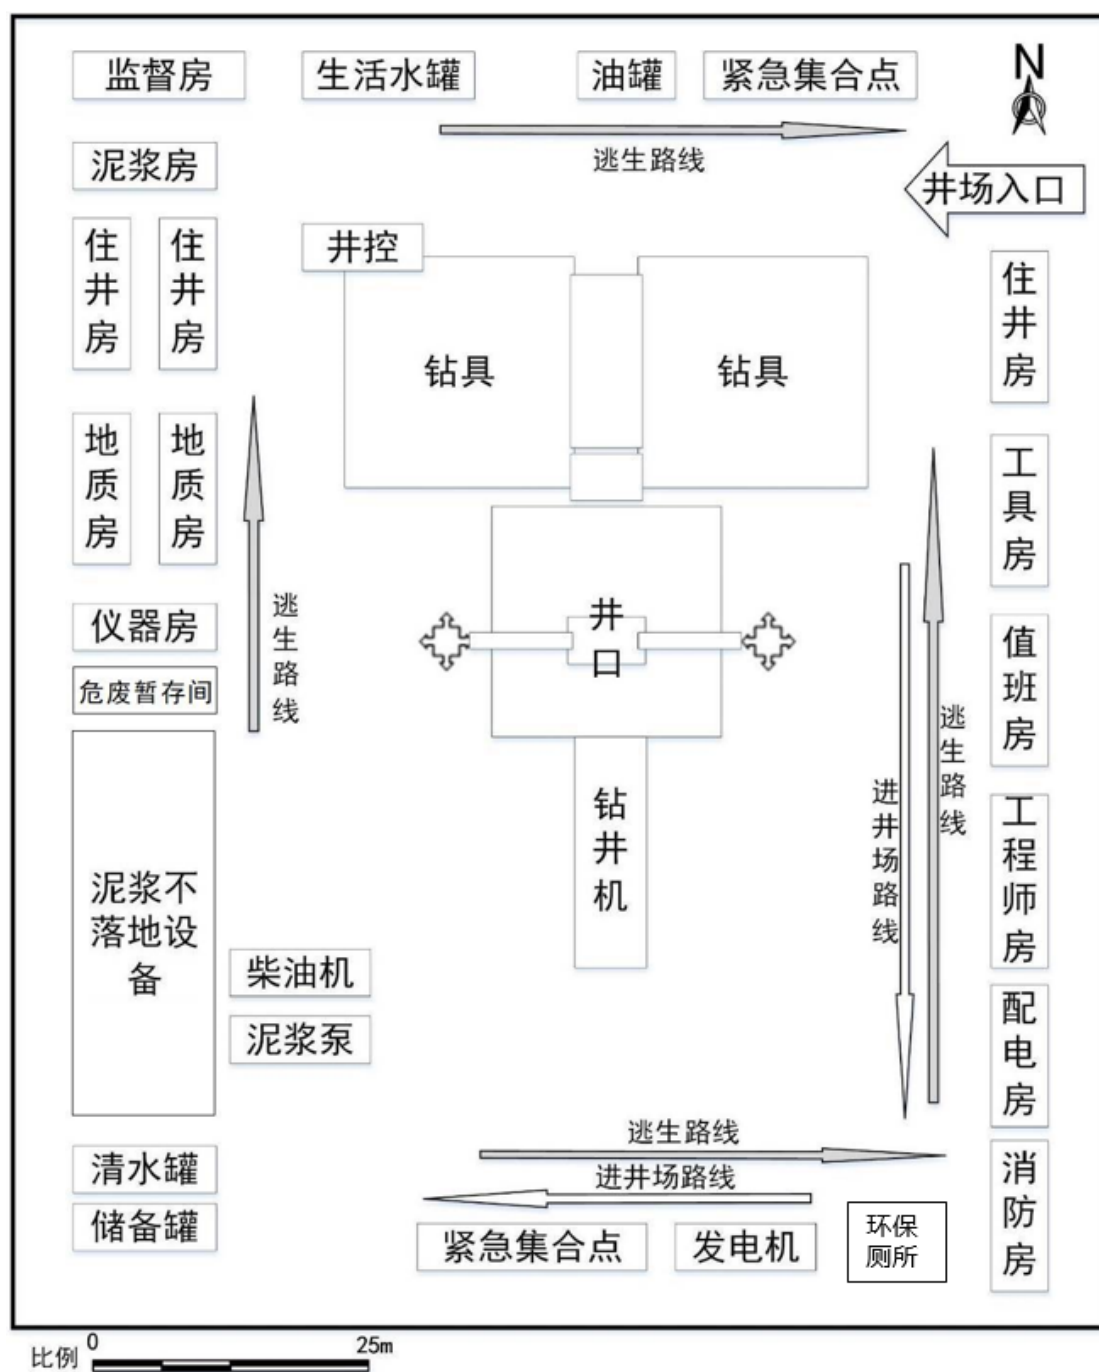 监督房
生活水罐
油罐
紧急集合点
N
逃生路线
泥浆房
井场入口
住井房
住井房
井控
住井房
钻具
钻具
地质房
地质房
工具房
仪器房
逃生路线
井口
值班房
危废暂存间
逃生路线
进井场路线
钻井机
工程师房
泥浆不
落地设
备
柴油机
泥浆泵
配电房
逃生路线
进井场路线
清水罐
储备罐
紧急集合点
发电机
环保
厕所
消防房
比例
0
25m